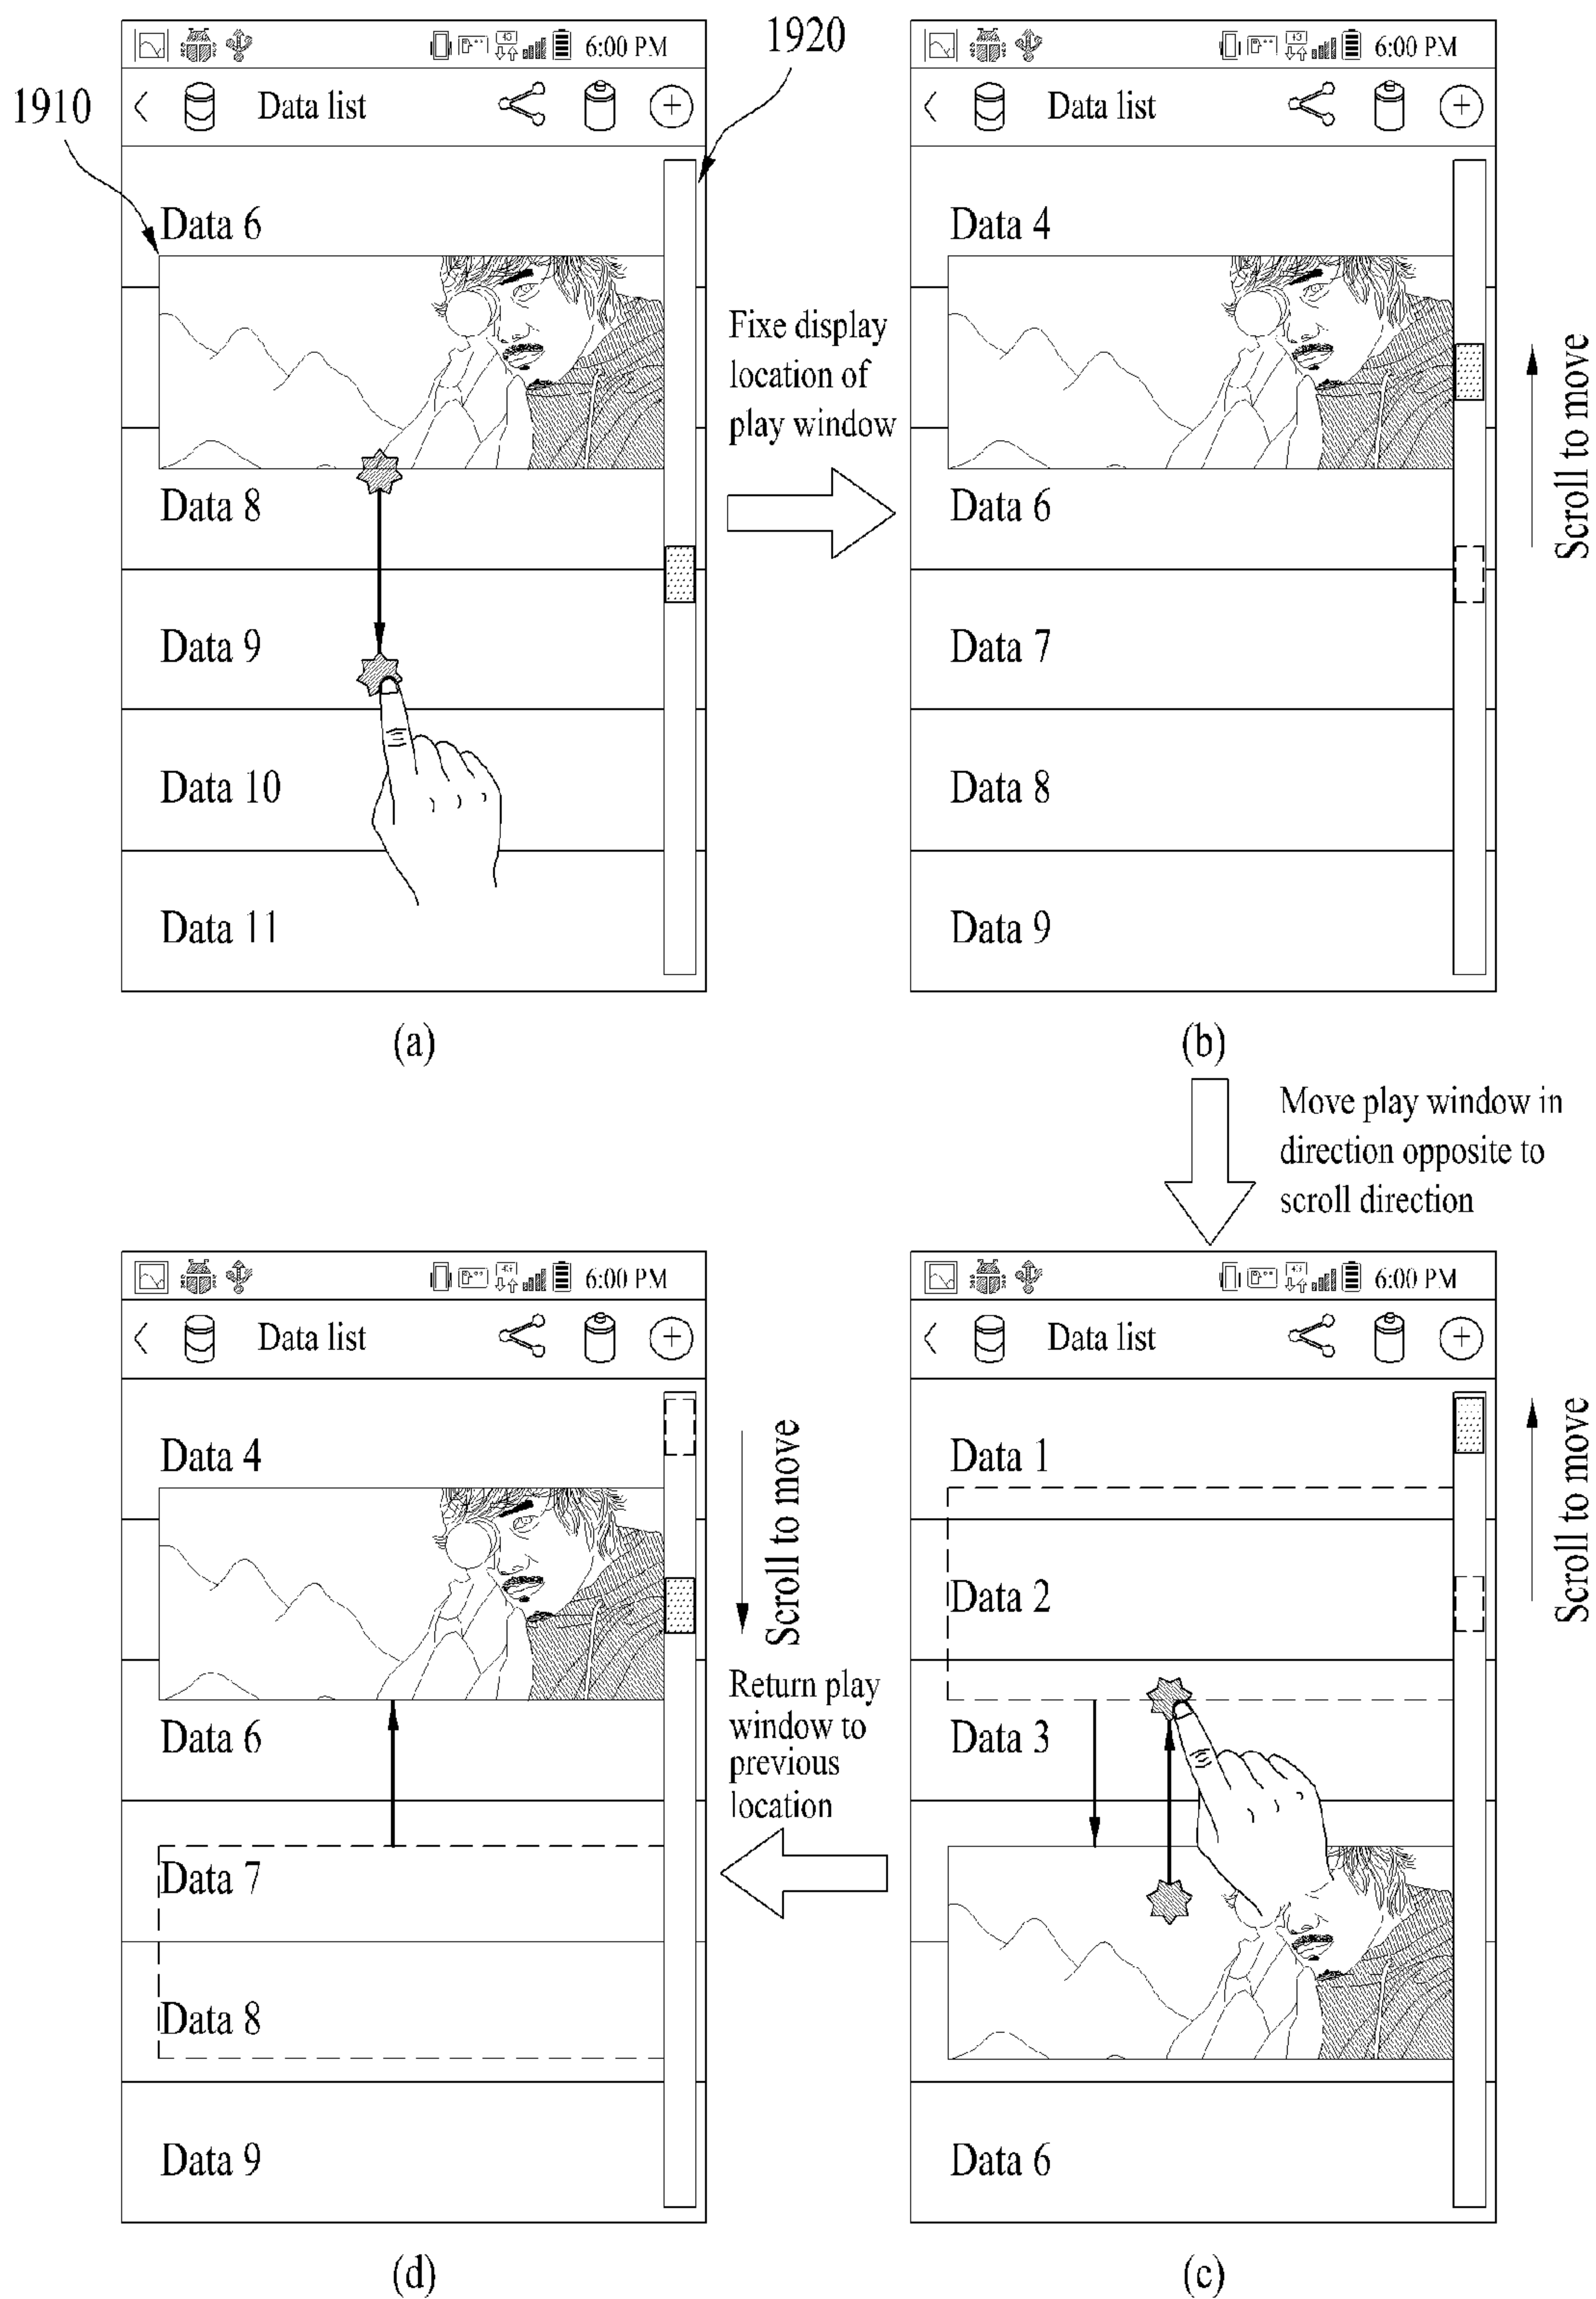 1910
1920
6:00 PM
Data list
Data 6
Data 8
Data 9
Data 10
Data 11
(a)
Fixe display
location of
play window
6:00 PM
Data list
Data 4
Data 6
Data 7
Data 8
Data 9
Scroll to move
(b)
Move play window in
direction opposite to
scroll direction
6:00 PM
Data list
Data 1
Data 2
Data 3
Data 6
Scroll to move
(c)
Scroll to move
Return play
window to
previous
location
6:00 PM
Data list
Data 4
Data 6
Data 7
Data 8
Data 9
(d)